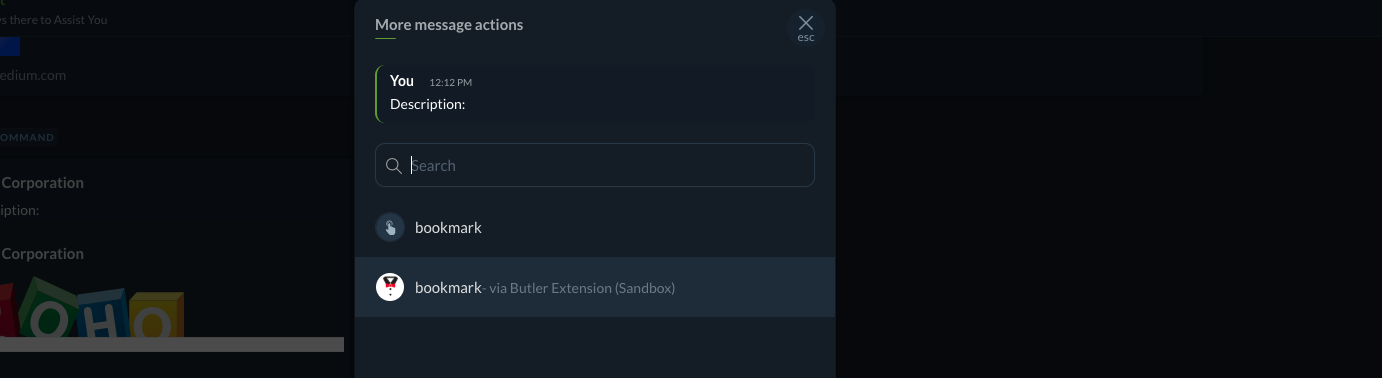 More message actions
esc
s there to Assist You
edium.com
You 12:12 PM
Description:
OMMAND
Search
Corporation
iption:
bookmark
Corporation
bookmark- via Butler Extension (Sandbox)
OHO